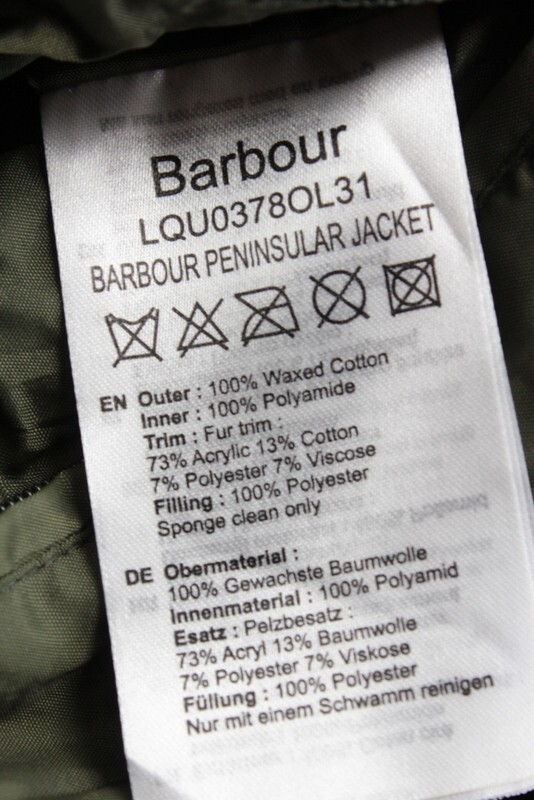 Barbour
LQU0378OL31
BARBOUR PENINSULAR JACKET
EN Outer : 100% Waxed Cotton
Inner : 100% Polyamide
Trim : Fur trim :
73% Acrylic 13% Cotton
7% Polyester 7% Viscose
Filling : 100% Polyester
Sponge clean only
DE Obermaterial :
100% Gewachste Baumwolle
Innenmaterial : 100% Polyamid
Esatz : Pelzbesatz :
73% Acryl 13% Baumwolle
7% Polyester 7% Viskose
Füllung : 100% Polyester
Nur mit einem Schwamm reinigen